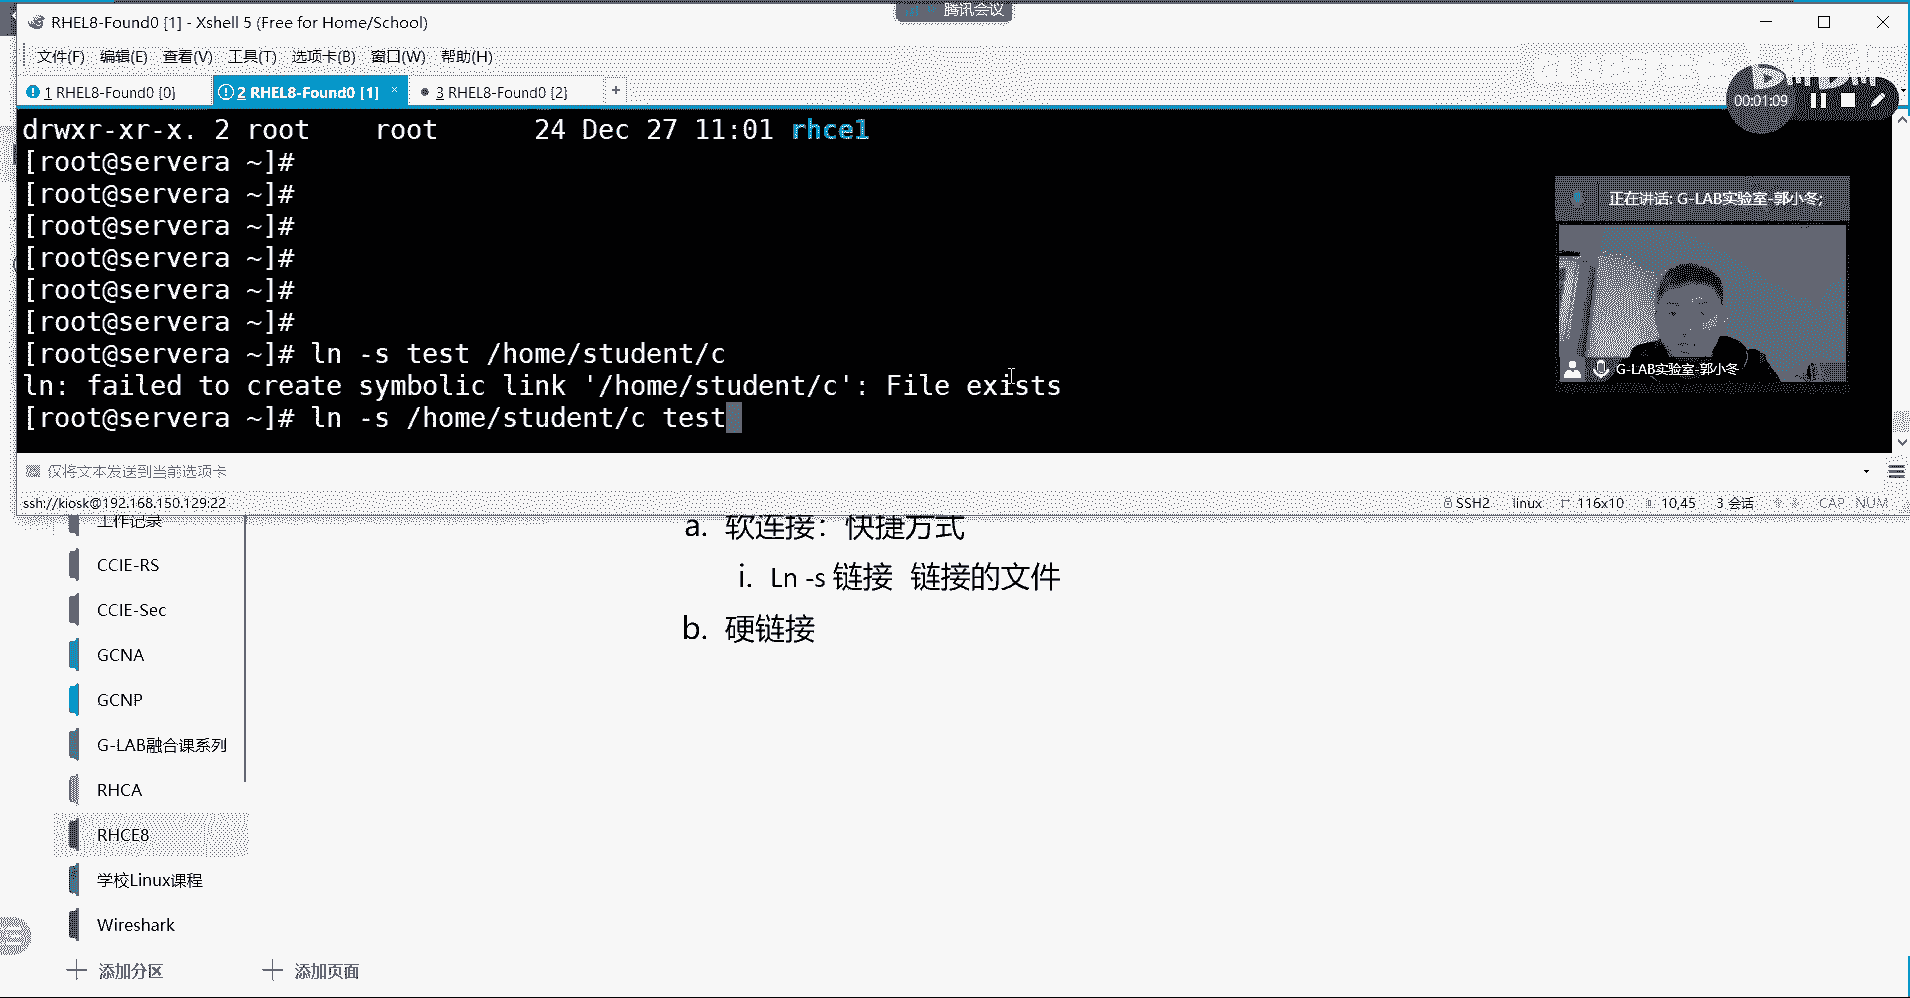 腾讯会议
RHEL8-Found0 [1] - Xshell 5 (Free for Home/School)
文件(F) 编辑(E) 查看(V) 工具(T) 选项卡(B) 窗口(W) 帮助(H)
1 RHEL8-Found0 [0]
2 RHEL8-Found0 [1]
3 RHEL8-Found0 [2]
00:01:09
drwxr-xr-x. 2 root root 24 Dec 27 11:01 rhce1
[root@servera ~]#
[root@servera ~]#
[root@servera ~]#
[root@servera ~]#
[root@servera ~]#
[root@servera ~]#
[root@servera ~]# ln -s test /home/student/c
ln: failed to create symbolic link '/home/student/c': File exists
[root@servera ~]# ln -s /home/student/c test
正在讲话: G-LAB实验室-郭小冬;
G-LAB实验室-郭小冬
仅将文本发送到当前选项卡
ssh://kiosk@192.168.150.129:22
SSH2 linux 116x10 10,45 3 会话 CAP NUM
工作记录
CCIE-RS
CCIE-Sec
GCNA
GCNP
G-LAB融合课系列
RHCA
RHCE8
学校Linux课程
Wireshark
添加分区
添加页面
a. 软连接：快捷方式
i. Ln -s 链接 链接的文件
b. 硬链接